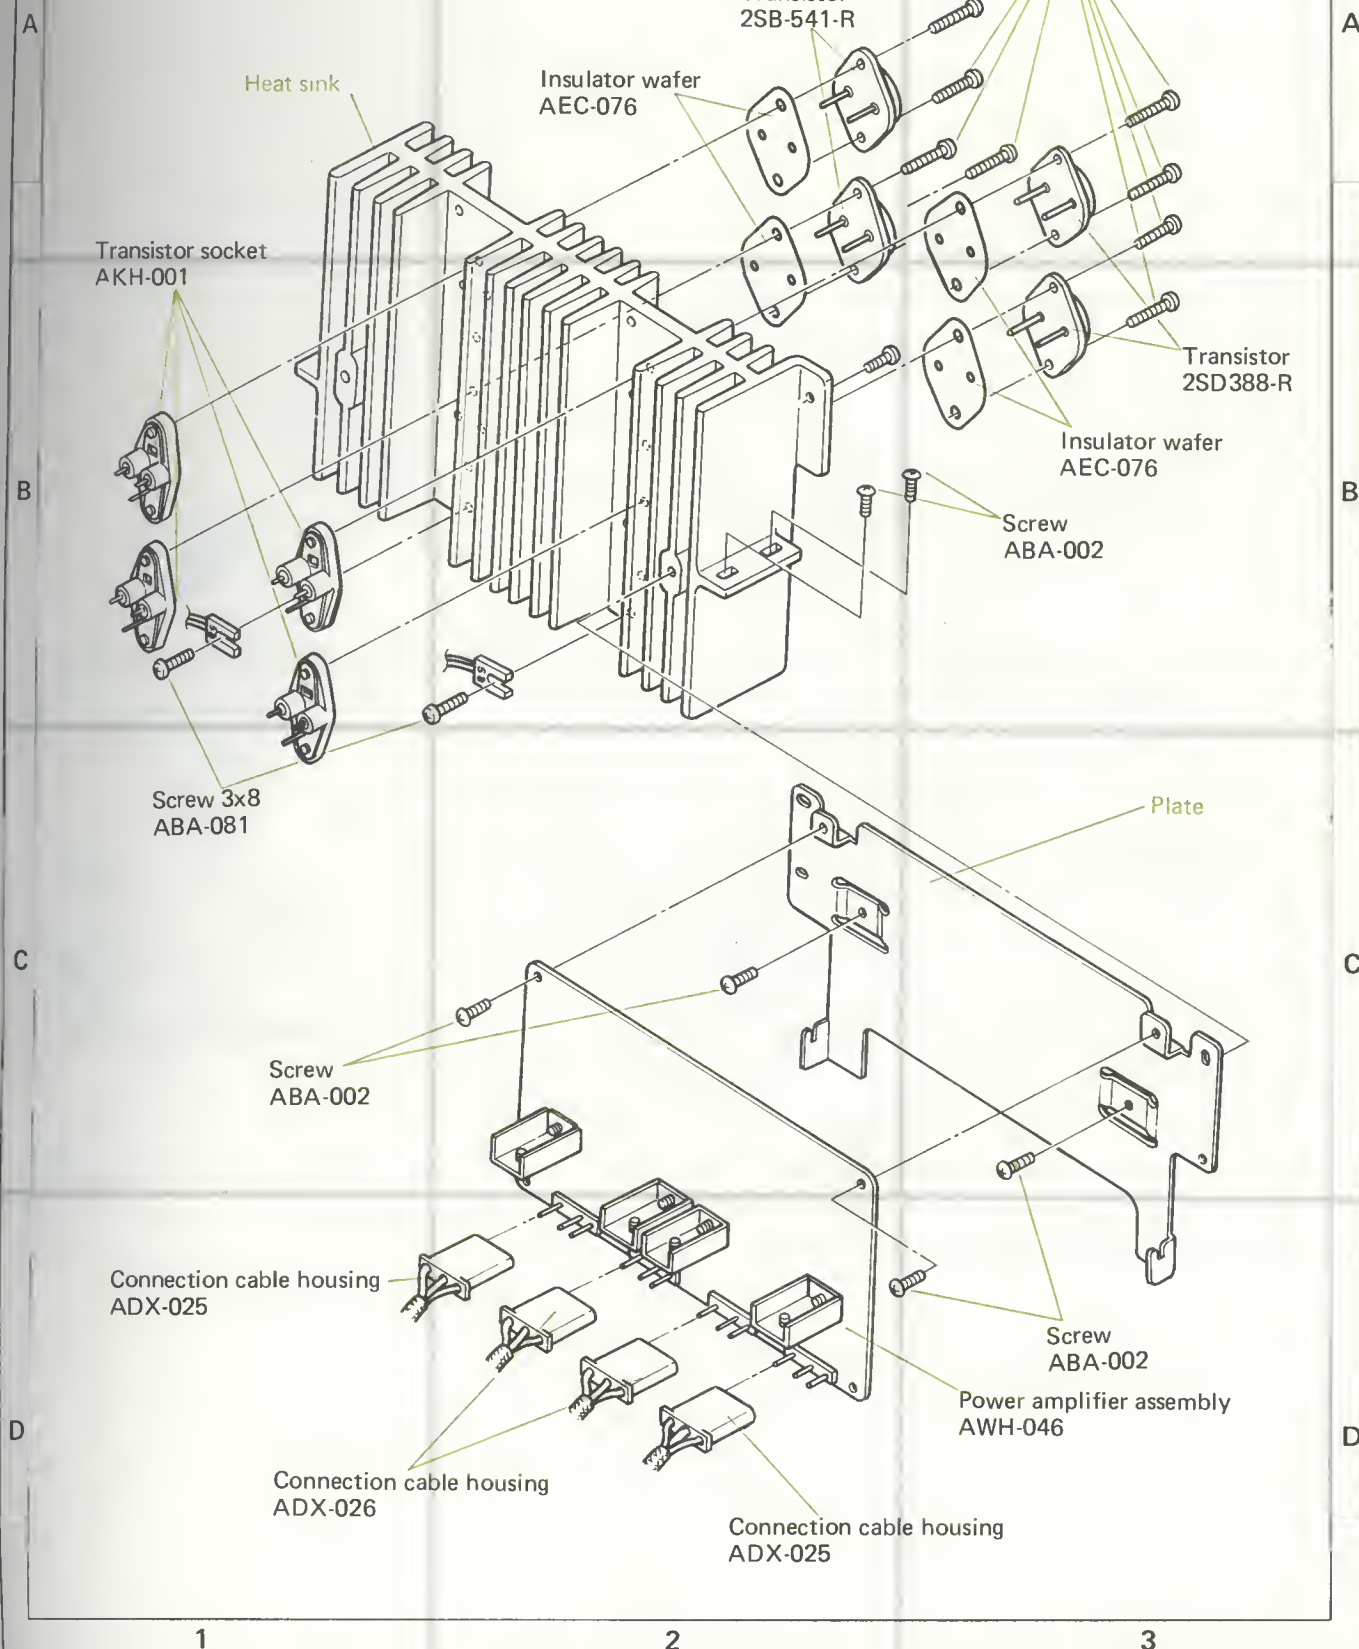 A
A
2SB-541-R
Heat sink
Insulator wafer
AEC-076
Transistor socket
AKH-001
Transistor
2SD388-R
Insulator wafer
AEC-076
B
B
Screw
ABA-002
Screw 3x8
ABA-081
Plate
C
C
Screw
ABA-002
Connection cable housing
ADX-025
Screw
ABA-002
Power amplifier assembly
AWH-046
D
D
Connection cable housing
ADX-026
Connection cable housing
ADX-025
1
2
3